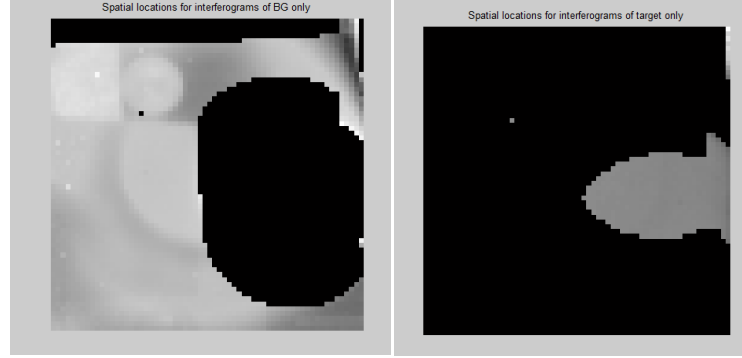 Spatial locations for interferograms of BG only
Spatial locations for interferograms of target only